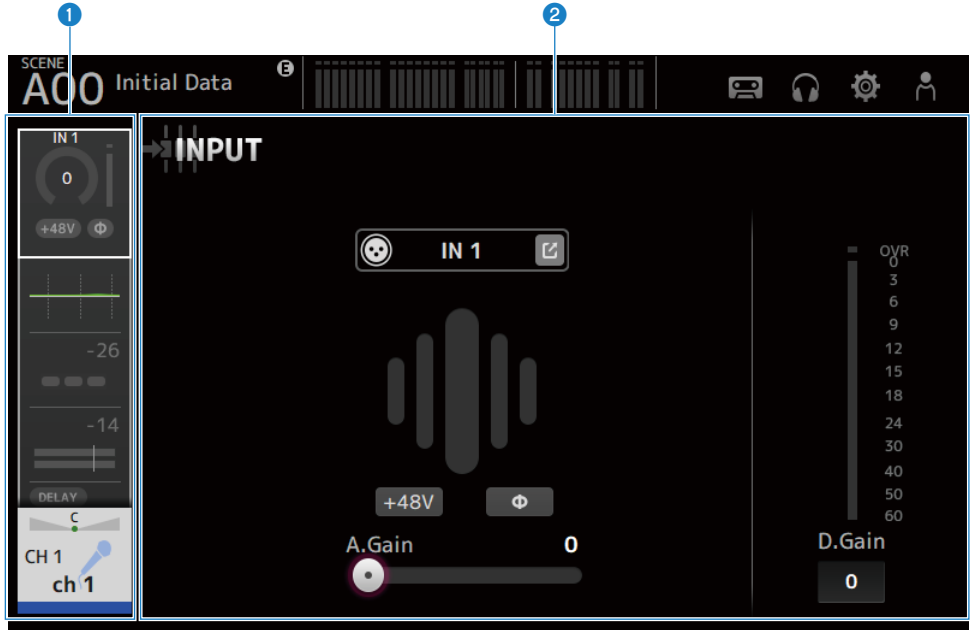 1
2
SCENE
A00 Initial Data
E
IN 1
0
+48V Φ
-26
-14
DELAY
C
CH 1
ch 1
INPUT
IN 1
+48V Φ
A.Gain 0
OVR
0
3
6
9
12
15
18
24
30
40
50
60
D.Gain
0